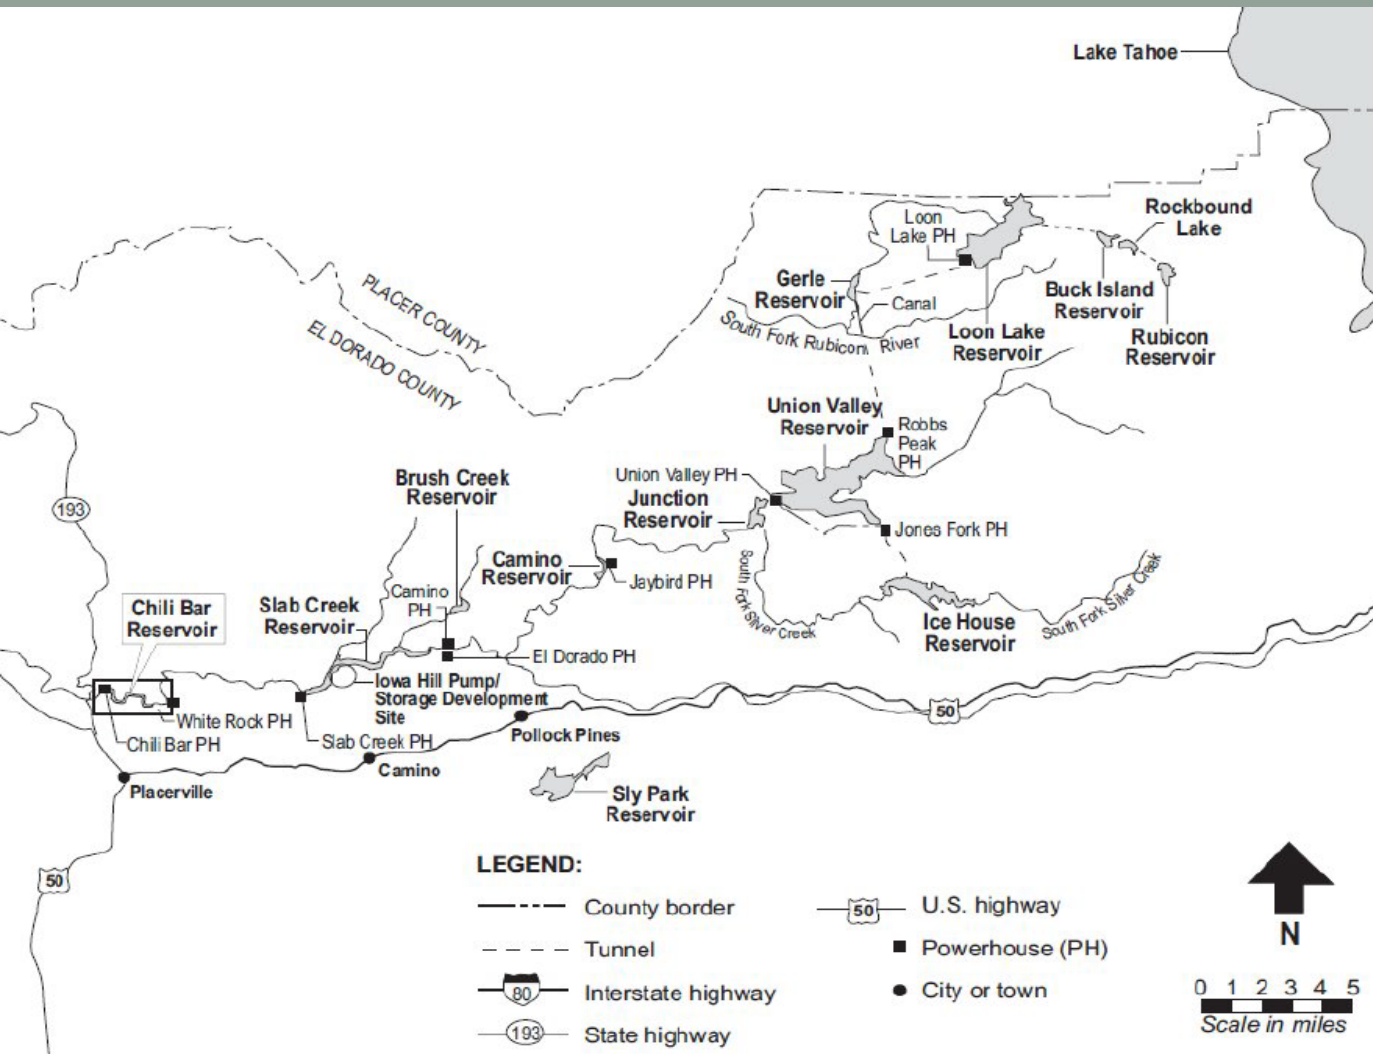 Lake Tahoe
Rockbound
Lake
Loon
Lake PH
Gerle
Reservoir
Canal
Buck Island
Reservoir
Loon Lake
Reservoir
Rubicon
Reservoir
South Fork Rubicon River
PLACER COUNTY
EL DORADO COUNTY
Union Valley
Reservoir
Robbs
Peak
PH
Union Valley PH
Junction
Reservoir
Jones Fork PH
Brush Creek
Reservoir
193
Camino
Reservoir
Jaybird PH
South Fork Silver Creek
South Fork Silver Creek
Ice House
Reservoir
Camino
PH
Chili Bar
Reservoir
Slab Creek
Reservoir
El Dorado PH
Iowa Hill Pump/
Storage Development
Site
White Rock PH
Chili Bar PH
Slab Creek PH
50
Pollock Pines
Camino
Placerville
Sly Park
Reservoir
50
LEGEND:
County border
Tunnel
80 Interstate highway
193 State highway
50 U.S. highway
Powerhouse (PH)
City or town
N
0 1 2 3 4 5
Scale in miles